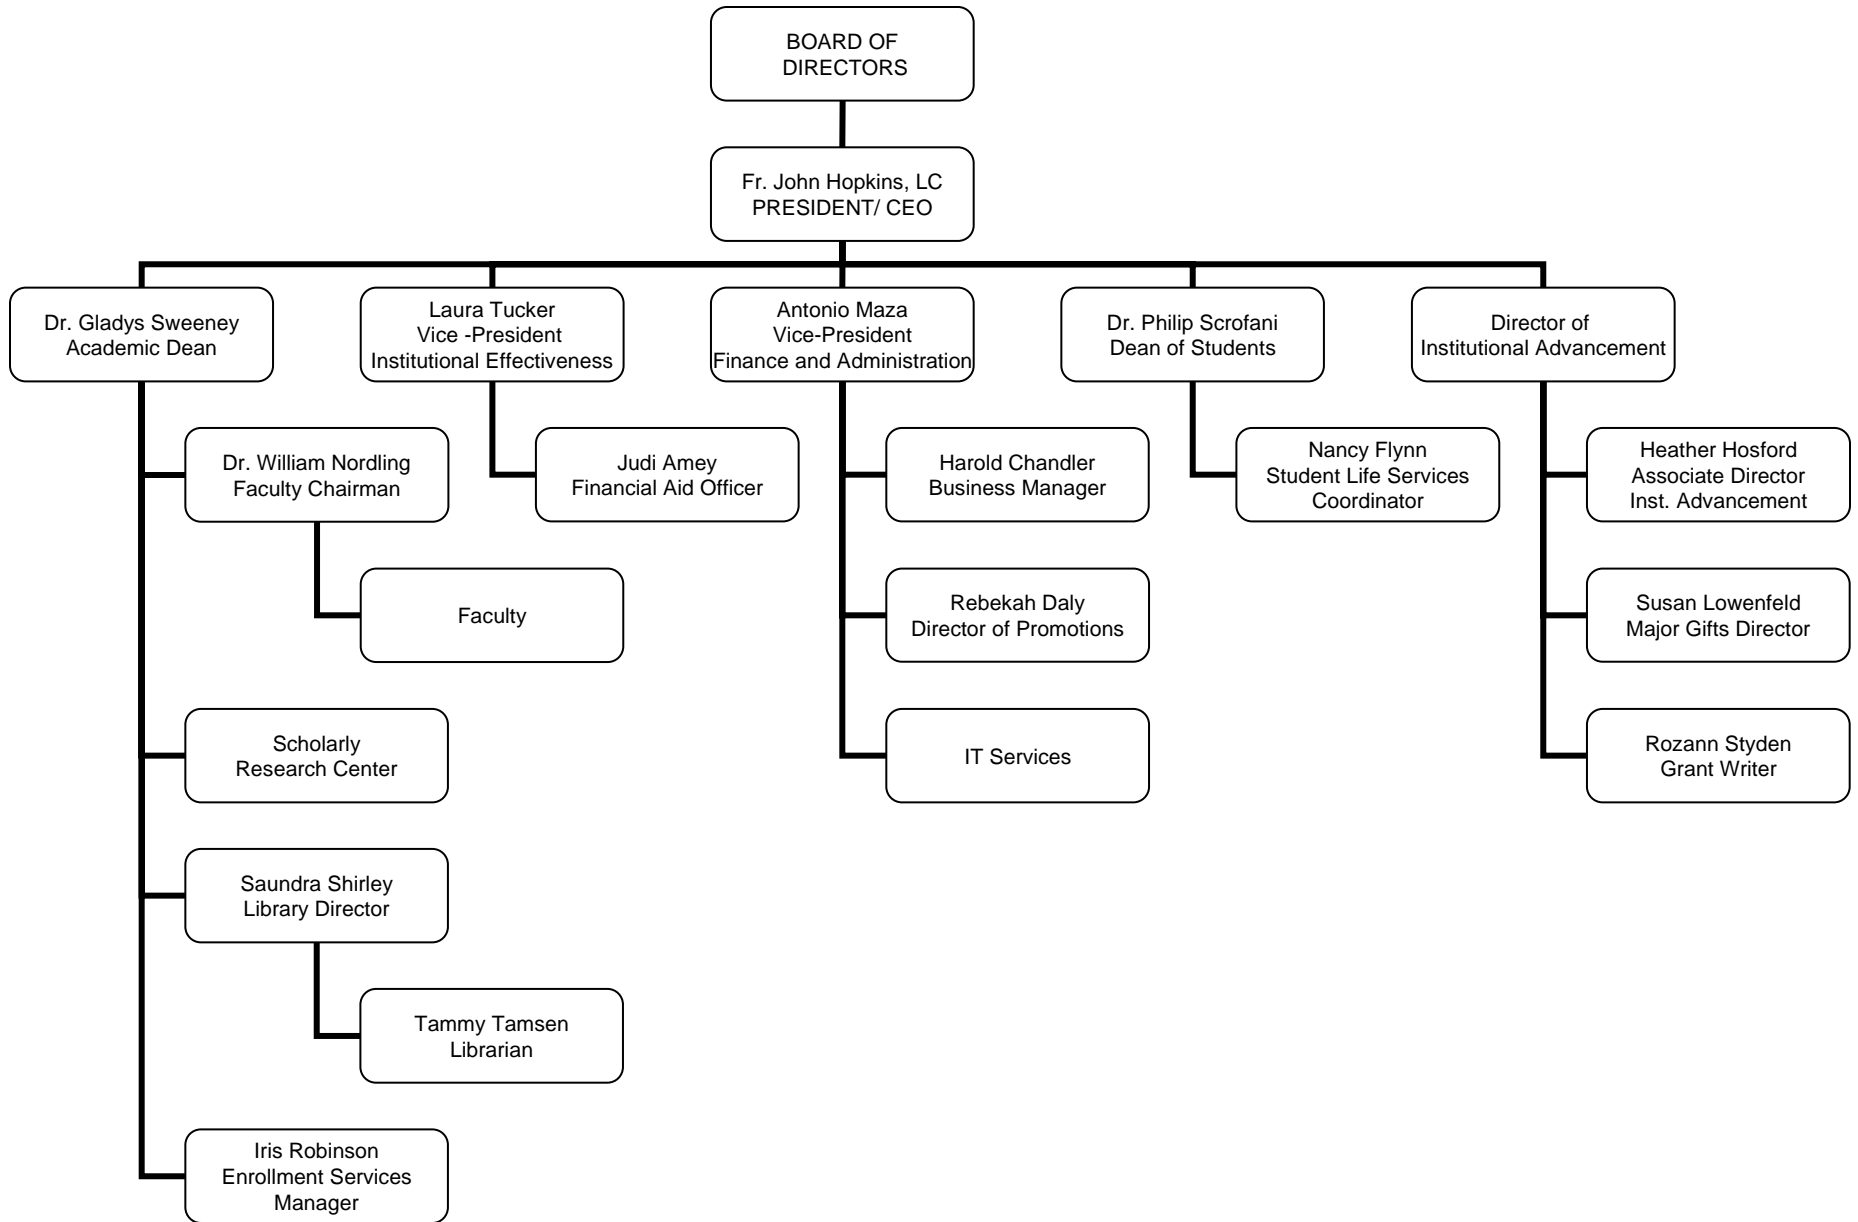 BOARD OF
DIRECTORS
Fr. John Hopkins, LC
PRESIDENT/ CEO
Dr. Gladys Sweeney
Academic Dean
Laura Tucker
Vice -President
Institutional Effectiveness
Antonio Maza
Vice-President
Finance and Administration
Dr. Philip Scrofani
Dean of Students
Director of
Institutional Advancement
Dr. William Nordling
Faculty Chairman
Judi Amey
Financial Aid Officer
Harold Chandler
Business Manager
Nancy Flynn
Student Life Services
Coordinator
Heather Hosford
Associate Director
Inst. Advancement
Faculty
Rebekah Daly
Director of Promotions
Susan Lowenfeld
Major Gifts Director
Scholarly
Research Center
IT Services
Rozann Styden
Grant Writer
Saundra Shirley
Library Director
Tammy Tamsen
Librarian
Iris Robinson
Enrollment Services
Manager